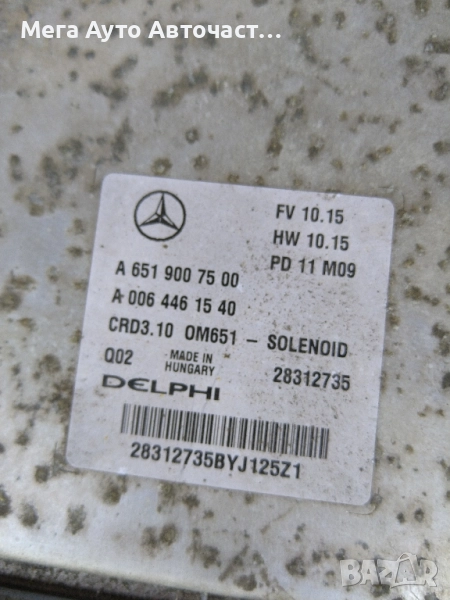 Мега Ауто Авточаст...
FV 10.15
HW 10.15
PD 11 M09
A 651 900 75 00
A 006 446 15 40
CRD3.10 OM651 - SOLENOID
Q02 MADE IN HUNGARY 28312735
DELPHI
28312735BYJ125Z1
BAZAR